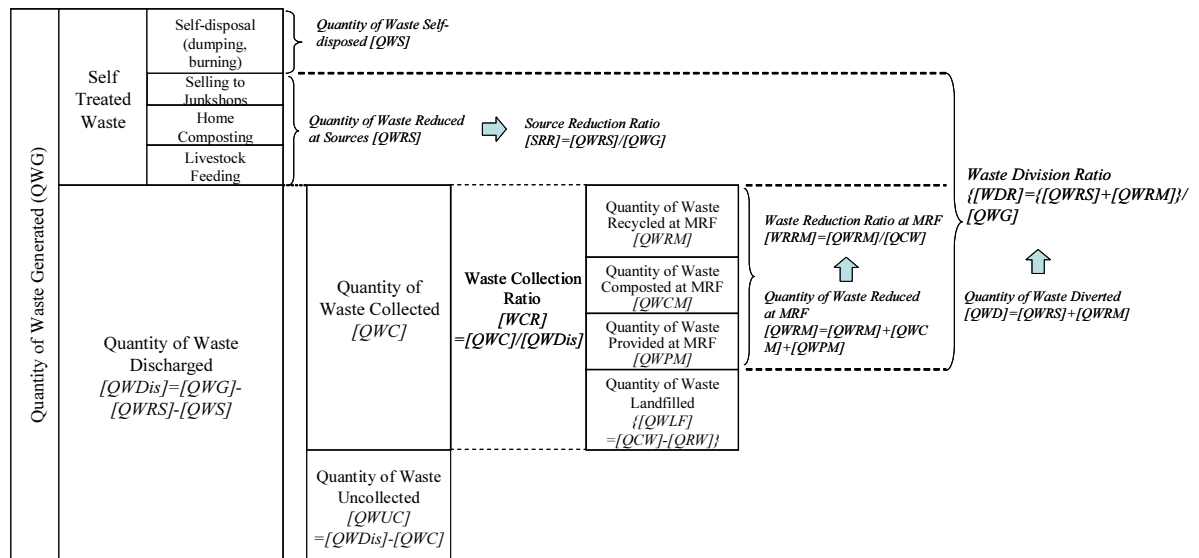 Quantity of Waste Generated (QWG)
Self
Treated
Waste
Self-disposal
(dumping,
burning)
Selling to
Junkshops
Home
Composting
Livestock
Feeding
Quantity of Waste Self-
disposed [QWS]
Quantity of Waste Reduced
at Sources [QWRS]
Source Reduction Ratio
[SRR]=[QWRS]/[QWG]
Quantity of Waste
Discharged
[QWDis]=[QWG]-
[QWRS]-[QWS]
Quantity of
Waste Collected
[QWC]
Quantity of Waste
Uncollected
[QWUC]
=[QWDis]-[QWC]
Waste Collection
Ratio
[WCR]
=[QWC]/[QWDis]
Quantity of Waste
Recycled at MRF
[QWRM]
Quantity of Waste
Composted at MRF
[QWCM]
Quantity of Waste
Provided at MRF
[QWPM]
Quantity of Waste
Landfilled
{[QWLF]
=[QCW]-[QRW]}
Waste Reduction Ratio at MRF
[WRRM]=[QWRM]/[QCW]
Quantity of Waste Reduced
at MRF
[QWRM]=[QWRM]+[QWC
M]+[QWPM]
Waste Division Ratio
{[WDR]={[QWRS]+[QWRM]}/
[QWG]
Quantity of Waste Diverted
[QWD]=[QWRS]+[QWRM]